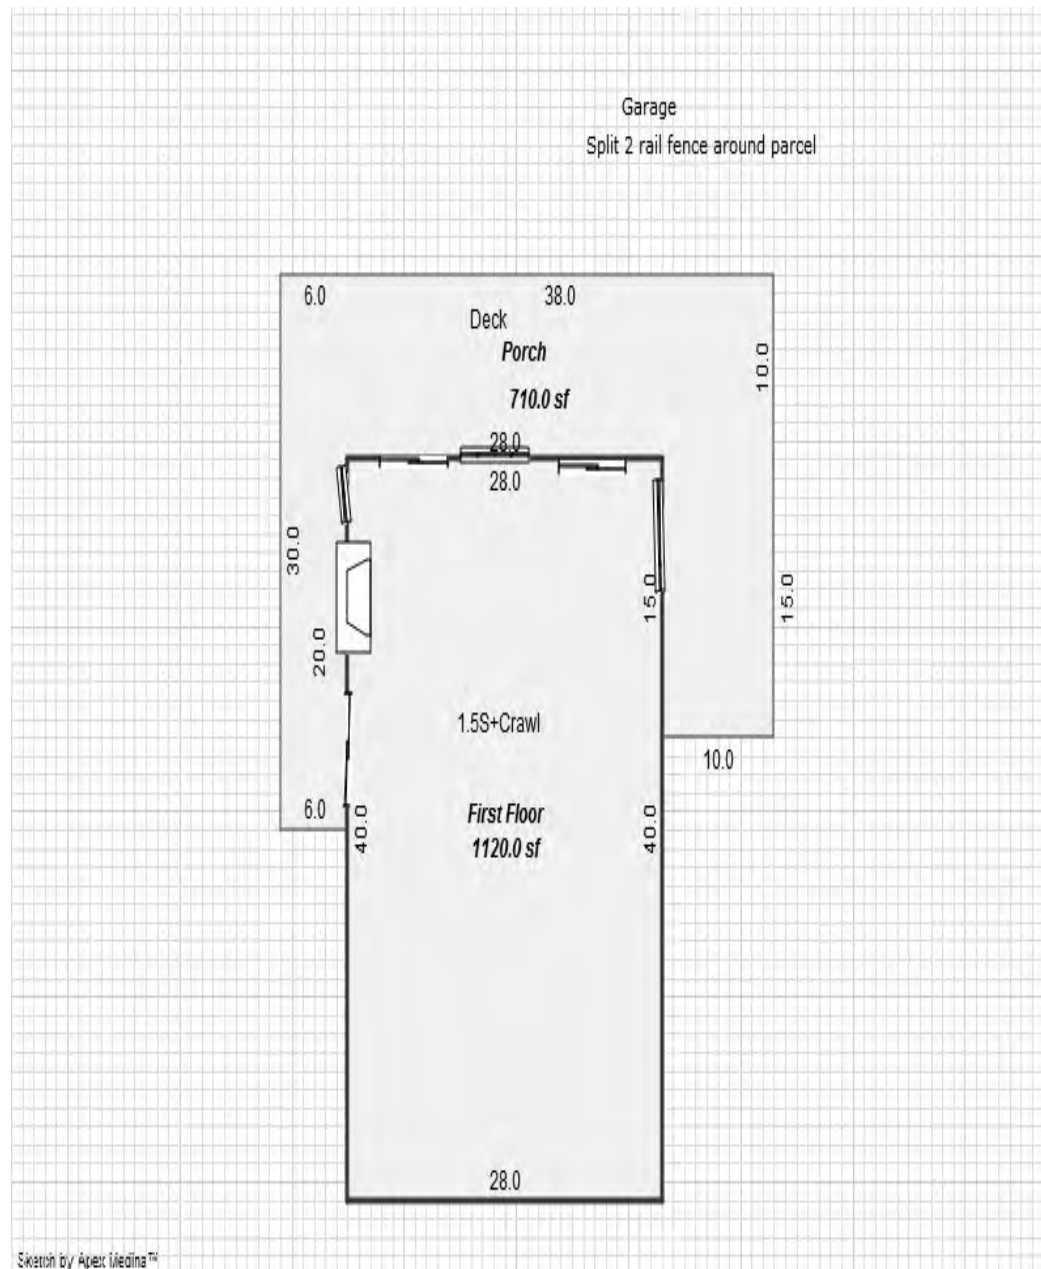 Garage
Split 2 rail fence around parcel
6.0
38.0
Deck
Porch
10.0
710.0 sf
28.0
28.0
30.0
15.0
15.0
20.0
1.5S+Crawl
10.0
6.0
First Floor
40.0
40.0
1120.0 sf
28.0
Sketch by Apex Medina™